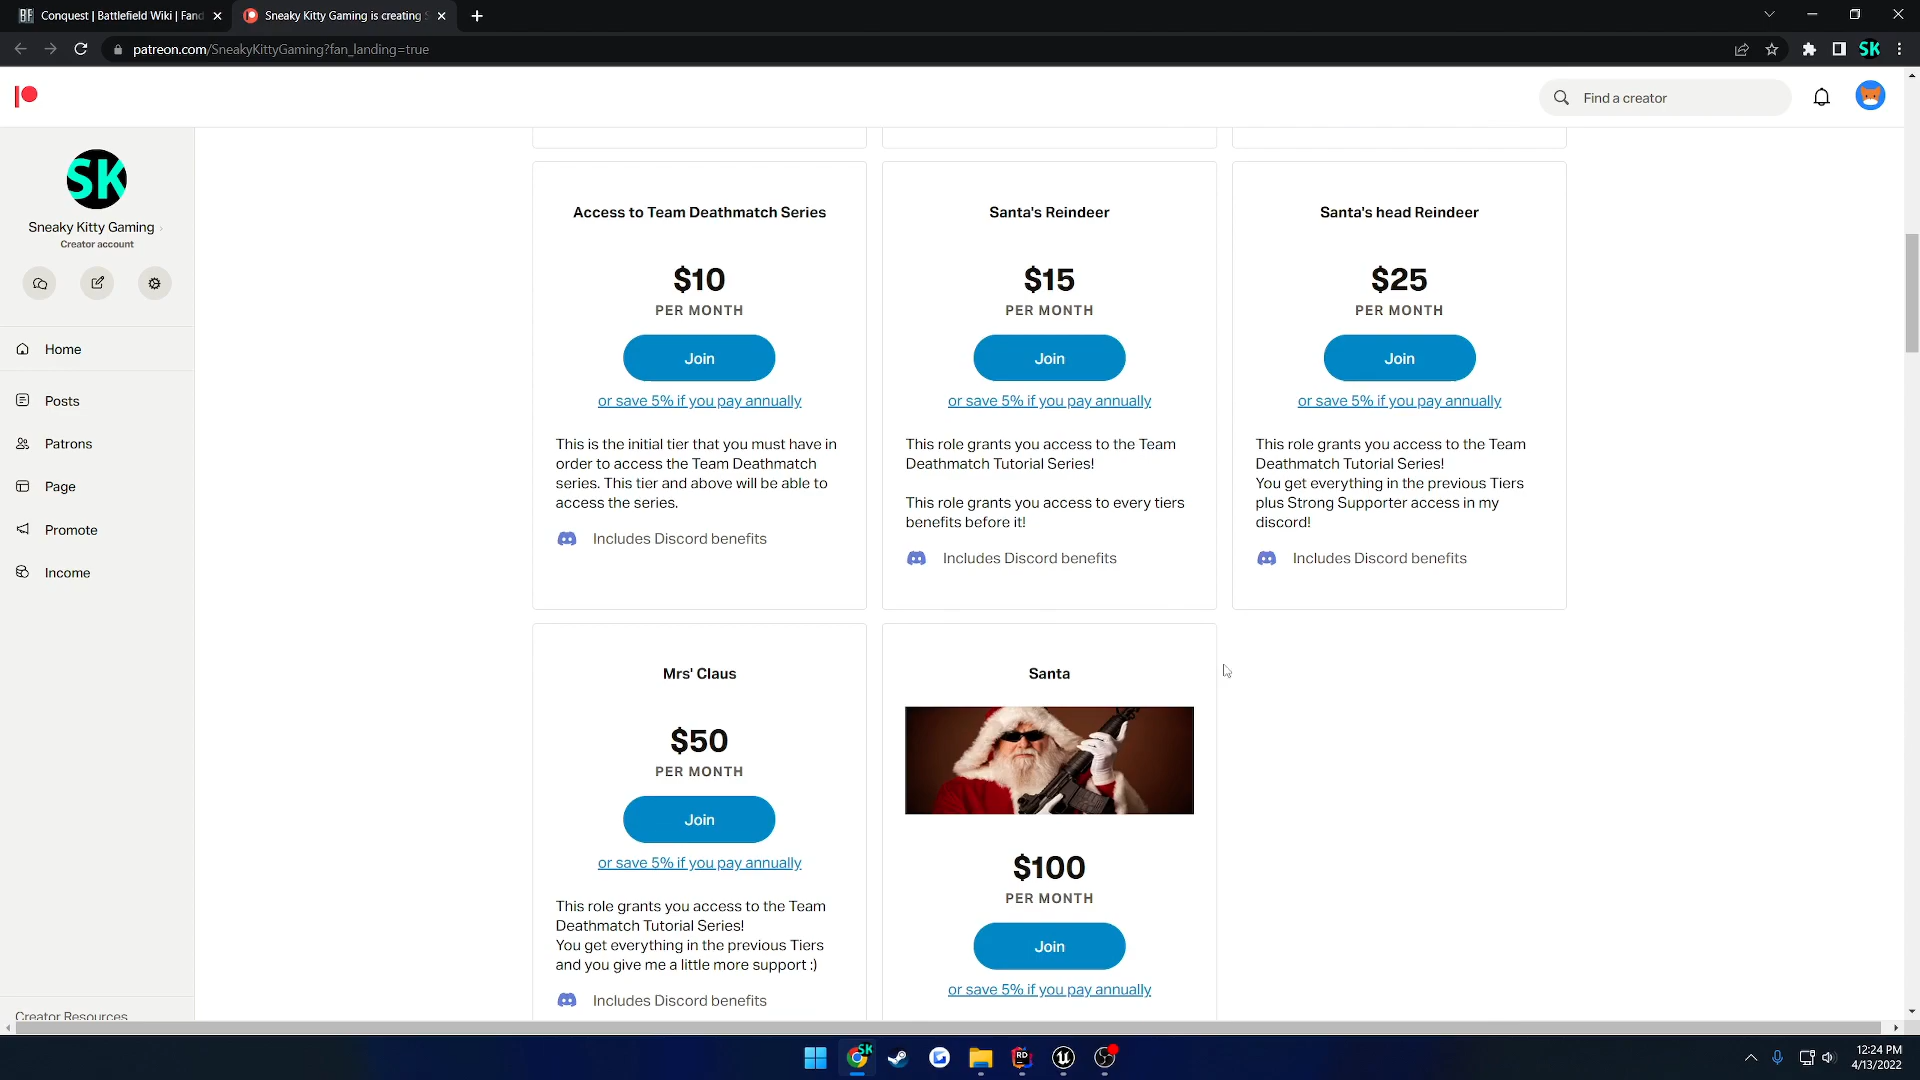 Conquest | Battlefield Wiki | Fand
Sneaky Kitty Gaming is creating S
patreon.com/SneakyKittyGaming?fan_landing=true
SK
Find a creator
SK
Sneaky Kitty Gaming
Creator account
Home
Posts
Patrons
Page
Promote
Income
Creator Resources
Access to Team Deathmatch Series
$10
PER MONTH
Join
or save 5% if you pay annually
This is the initial tier that you must have in
order to access the Team Deathmatch
series. This tier and above will be able to
access the series.
Includes Discord benefits
Santa's Reindeer
$15
PER MONTH
Join
or save 5% if you pay annually
This role grants you access to the Team
Deathmatch Tutorial Series!
This role grants you access to every tiers
benefits before it!
Includes Discord benefits
Santa's head Reindeer
$25
PER MONTH
Join
or save 5% if you pay annually
This role grants you access to the Team
Deathmatch Tutorial Series!
You get everything in the previous Tiers
plus Strong Supporter access in my
discord!
Includes Discord benefits
Mrs' Claus
$50
PER MONTH
Join
or save 5% if you pay annually
This role grants you access to the Team
Deathmatch Tutorial Series!
You get everything in the previous Tiers
and you give me a little more support :)
Includes Discord benefits
Santa
$100
PER MONTH
Join
or save 5% if you pay annually
SK
RD
12:24 PM
4/13/2022